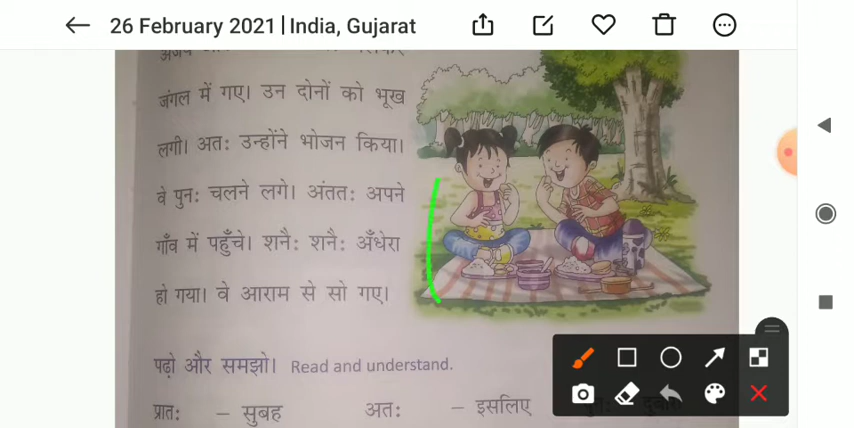 26 February 2021 | India, Gujarat
जंगल में गए। उन दोनों को भूख
लगी। अतः उन्होंने भोजन किया।
वे पुनः चलने लगे। अंततः अपने
गाँव में पहुँचे। शनैः शनैः अँधेरा
हो गया। वे आराम से सो गए।
पढ़ो और समझो। Read and understand.
प्रातः – सुबह अतः – इसलिए